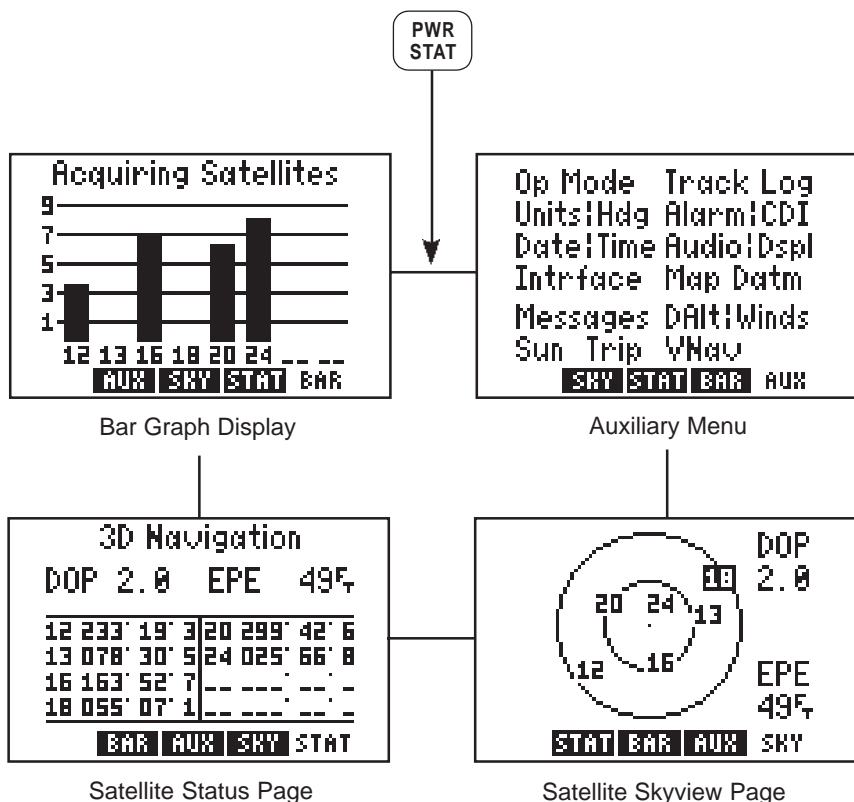 PWR
STAT
Acquiring Satellites
9
7
5
3
1
12 13 16 18 20 24 __ __
AUX SKY STAT BAR
Bar Graph Display
Op Mode Track Log
Units¦Hdg Alarm¦CDI
Date¦Time Audio¦Dspl
Intrface Map Datm
Messages DAlt¦Winds
Sun Trip VNav
SKY STAT BAR AUX
Auxiliary Menu
3D Navigation
DOP 2.0 EPE 49FT
12 233° 19° 3 20 299° 42° 6
13 078° 30° 5 24 025° 66° 8
16 163° 52° 7 __ ___° __° _
18 055° 07° 1 __ ___° __° _
BAR AUX SKY STAT
Satellite Status Page
DOP
18 2.0
20 24 13
12 16
EPE
49FT
STAT BAR AUX SKY
Satellite Skyview Page